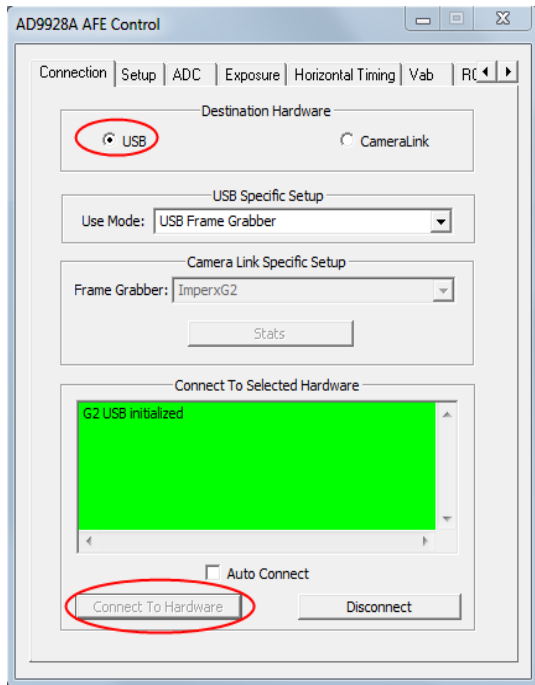 AD9928A AFE Control
Connection Setup ADC Exposure Horizontal Timing Vab
Destination Hardware
USB CameraLink
USB Specific Setup
Use Mode: USB Frame Grabber
Camera Link Specific Setup
Frame Grabber: ImperxG2
Stats
Connect To Selected Hardware
G2 USB initialized
Auto Connect
Connect To Hardware Disconnect